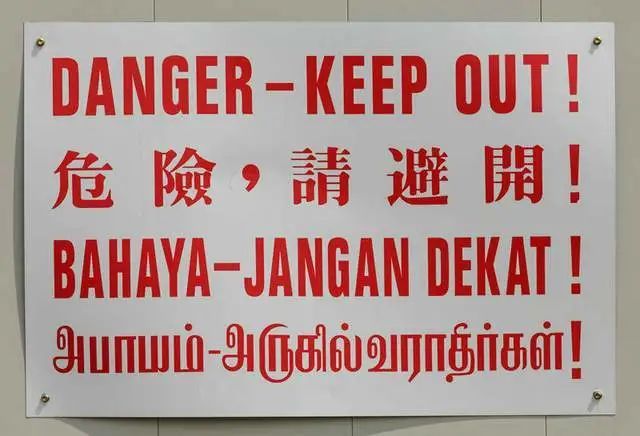 DANGER – KEEP OUT!
危險，請避開!
BAHAYA – JANGAN DEKAT!
அபாயம் - அருகில் வராதீர்கள்!